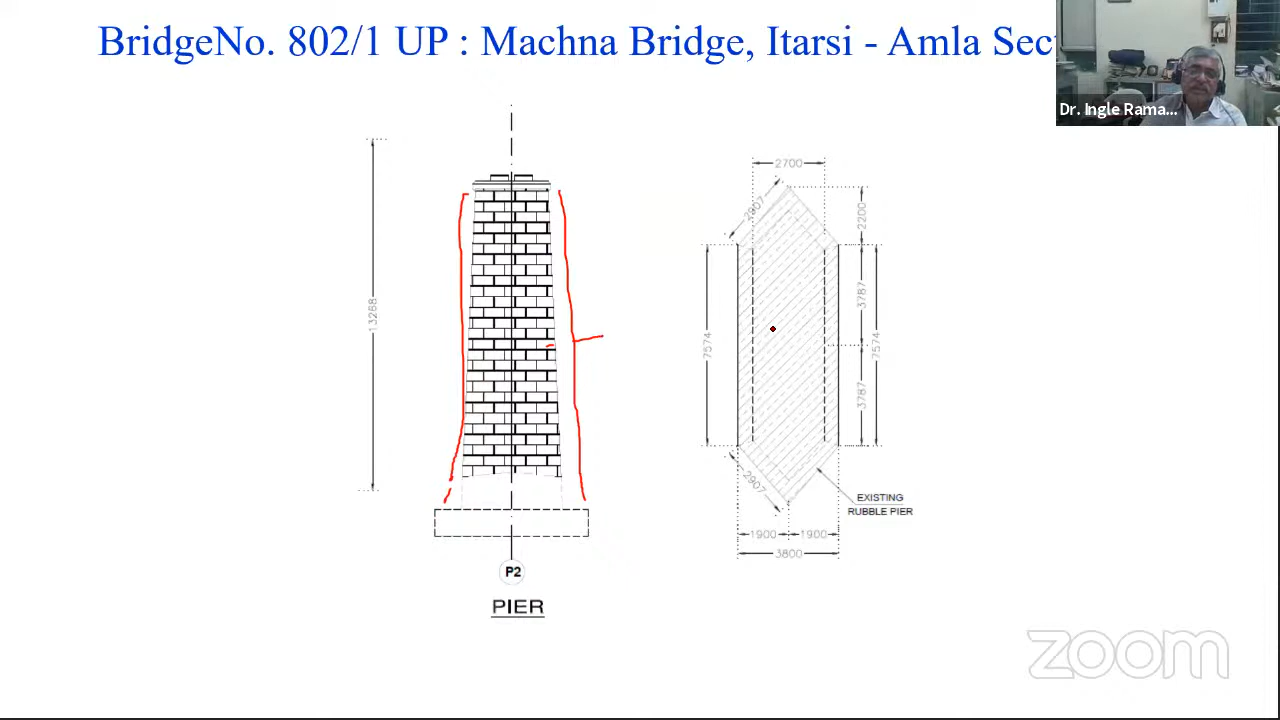 BridgeNo. 802/1 UP : Machna Bridge, Itarsi - Amla Sec
Dr. Ingle Rama...
2700
2907
2200
13268
7574
3787
7574
3787
2907
EXISTING
RUBBLE PIER
1900
1900
3800
P2
PIER
zoom